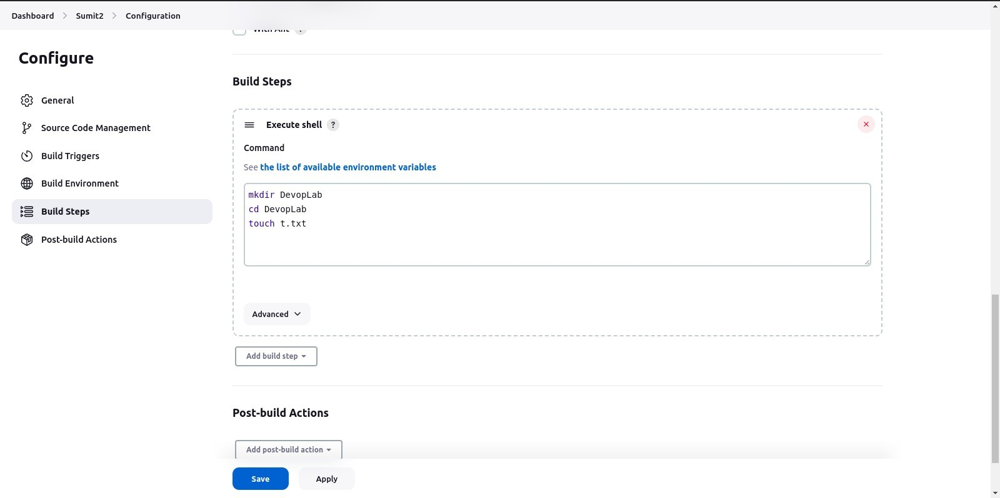 Dashboard > Sumit2 > Configuration
With Ant ?
Configure
General
Source Code Management
Build Triggers
Build Environment
Build Steps
Post-build Actions
Build Steps
Execute shell ?
Command
See the list of available environment variables
mkdir DevopLab
cd DevopLab
touch t.txt
Advanced
Add build step
Post-build Actions
Add post-build action
Save
Apply